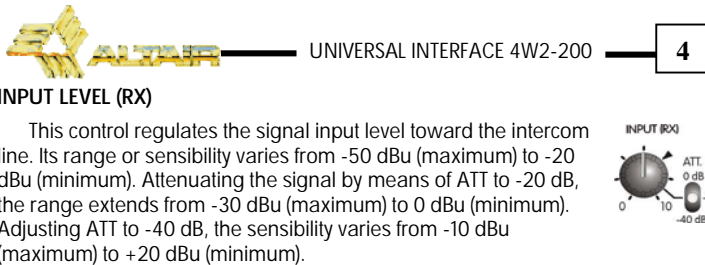 ALTAIR UNIVERSAL INTERFACE 4W2-200 4
INPUT LEVEL (RX)
This control regulates the signal input level toward the intercom
line. Its range or sensibility varies from -50 dBu (maximum) to -20
dBu (minimum). Attenuating the signal by means of ATT to -20 dB,
the range extends from -30 dBu (maximum) to 0 dBu (minimum).
Adjusting ATT to -40 dB, the sensibility varies from -10 dBu
(maximum) to +20 dBu (minimum).
INPUT (RX)
ATT.
0 dB
0 10
-40 dB